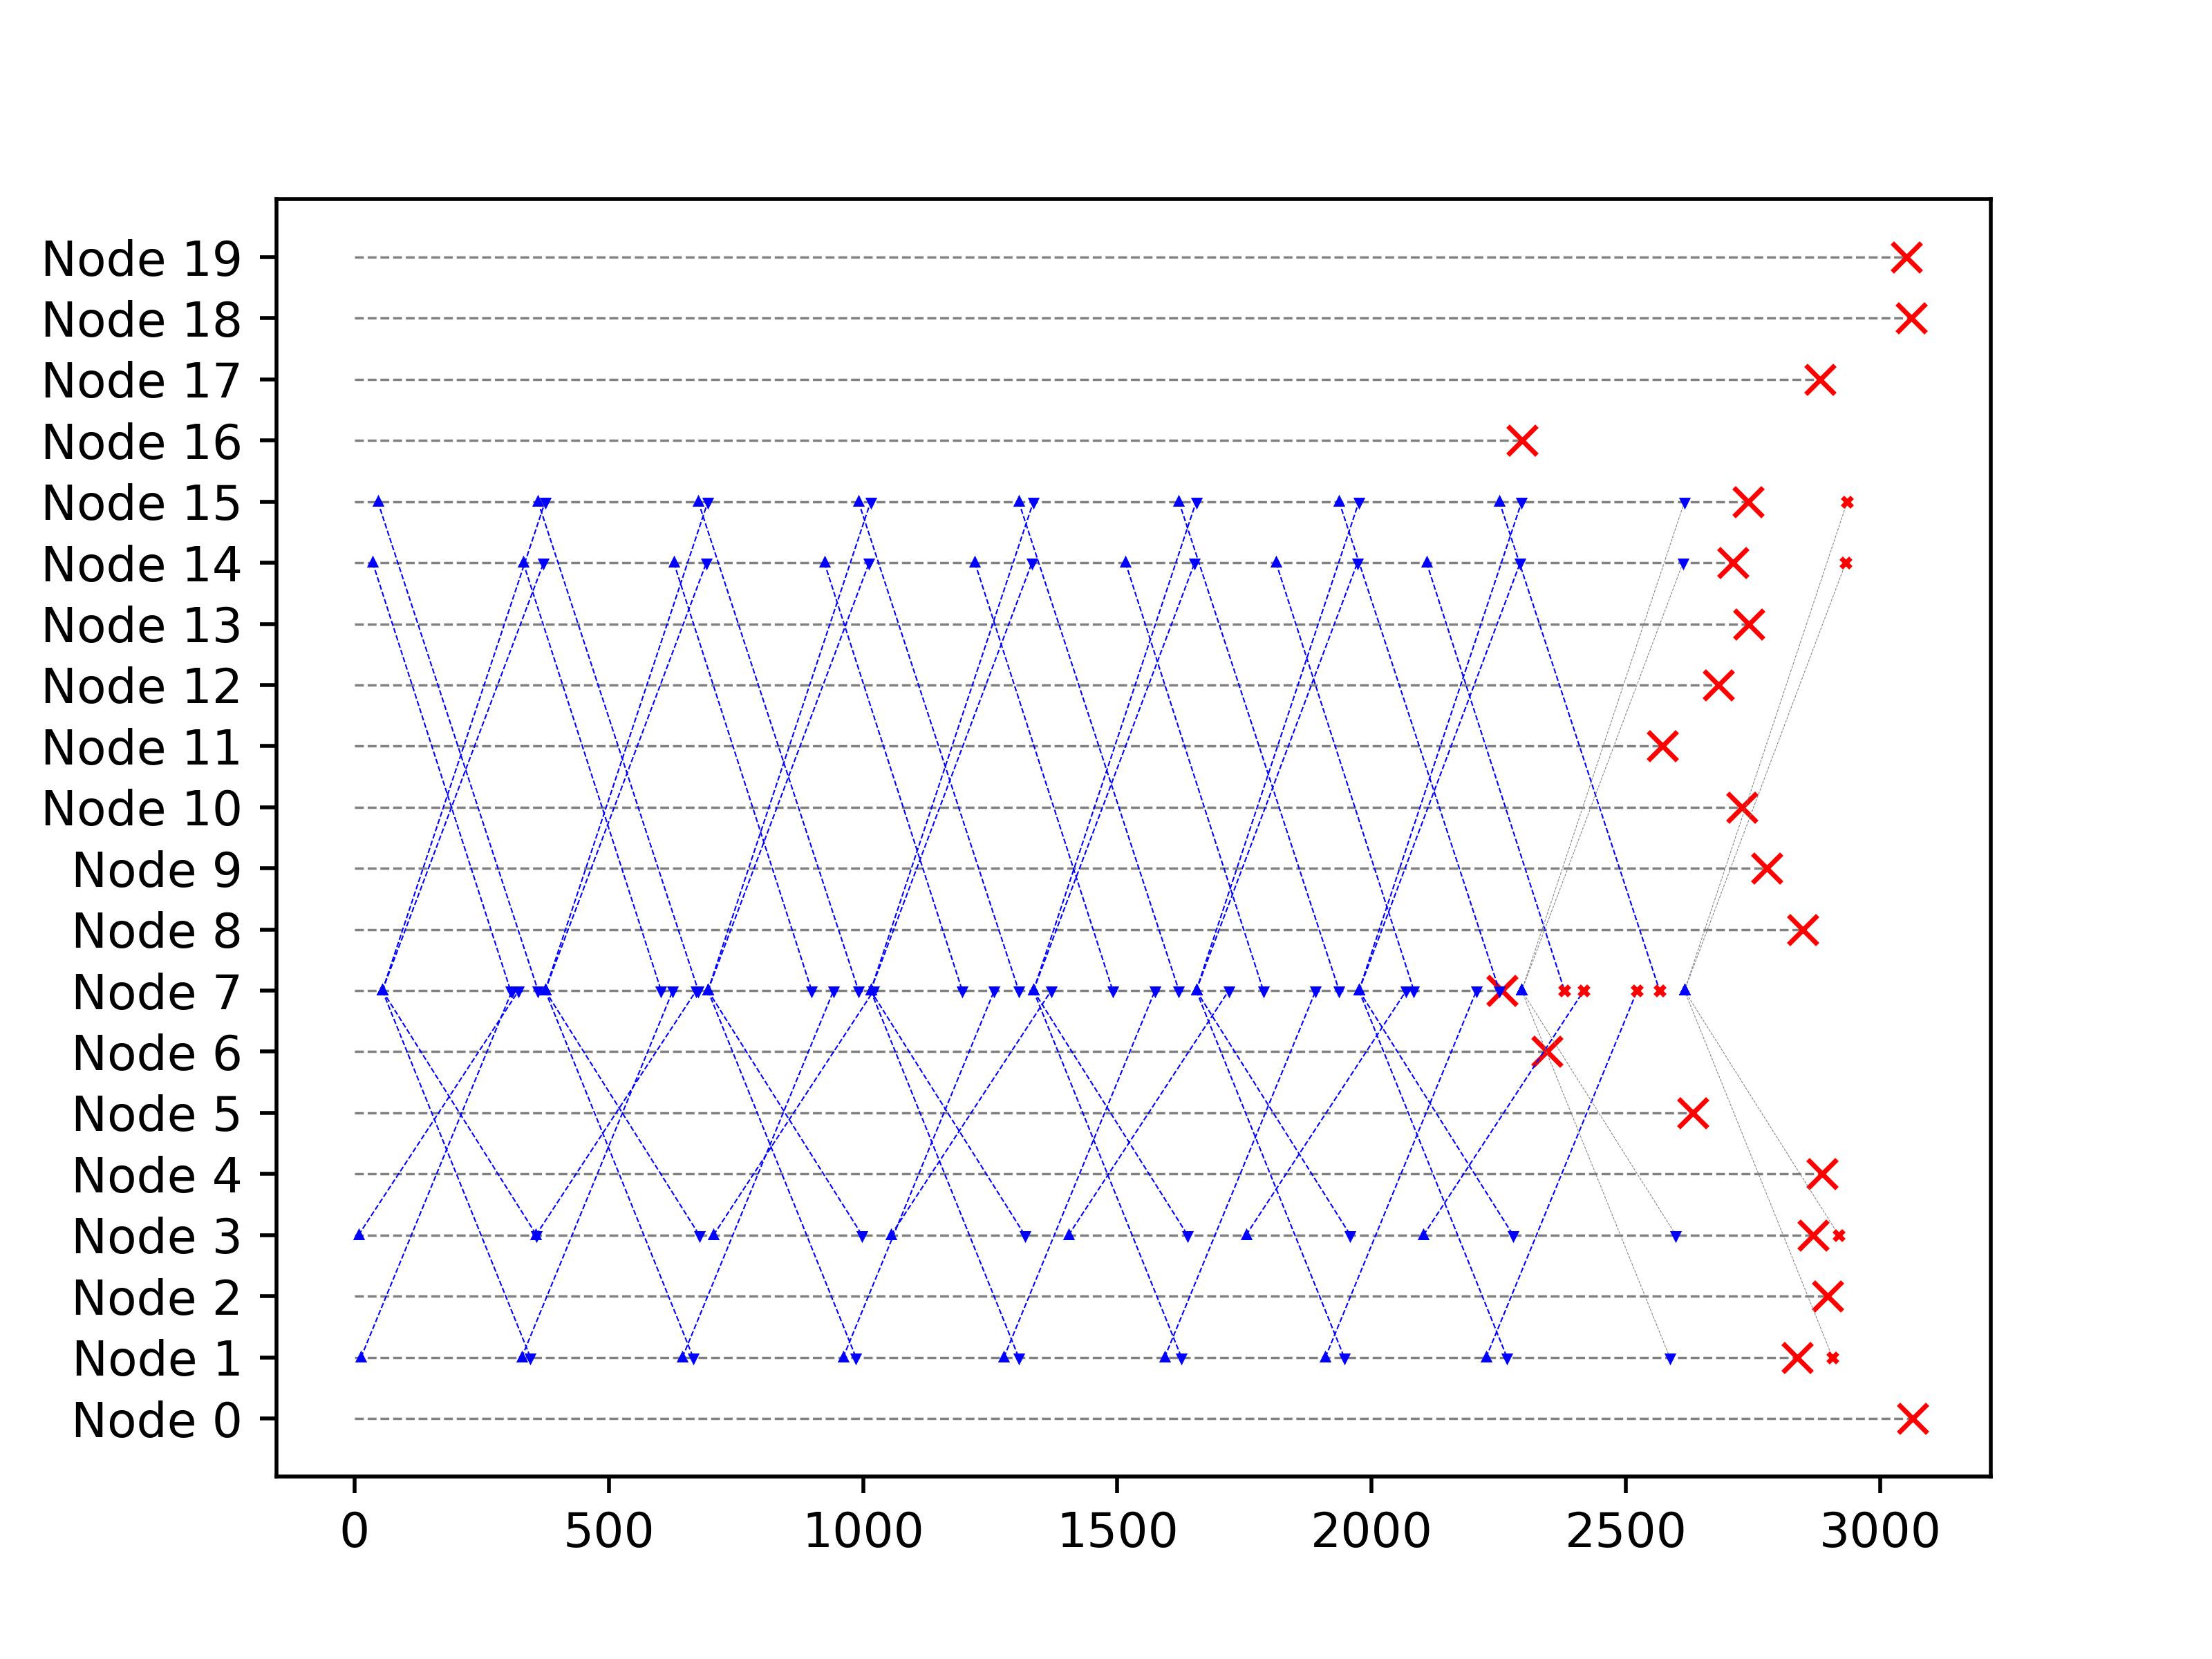 Node 19
Node 18
Node 17
Node 16
Node 15
Node 14
Node 13
Node 12
Node 11
Node 10
Node 9
Node 8
Node 7
Node 6
Node 5
Node 4
Node 3
Node 2
Node 1
Node 0
0 500 1000 1500 2000 2500 3000